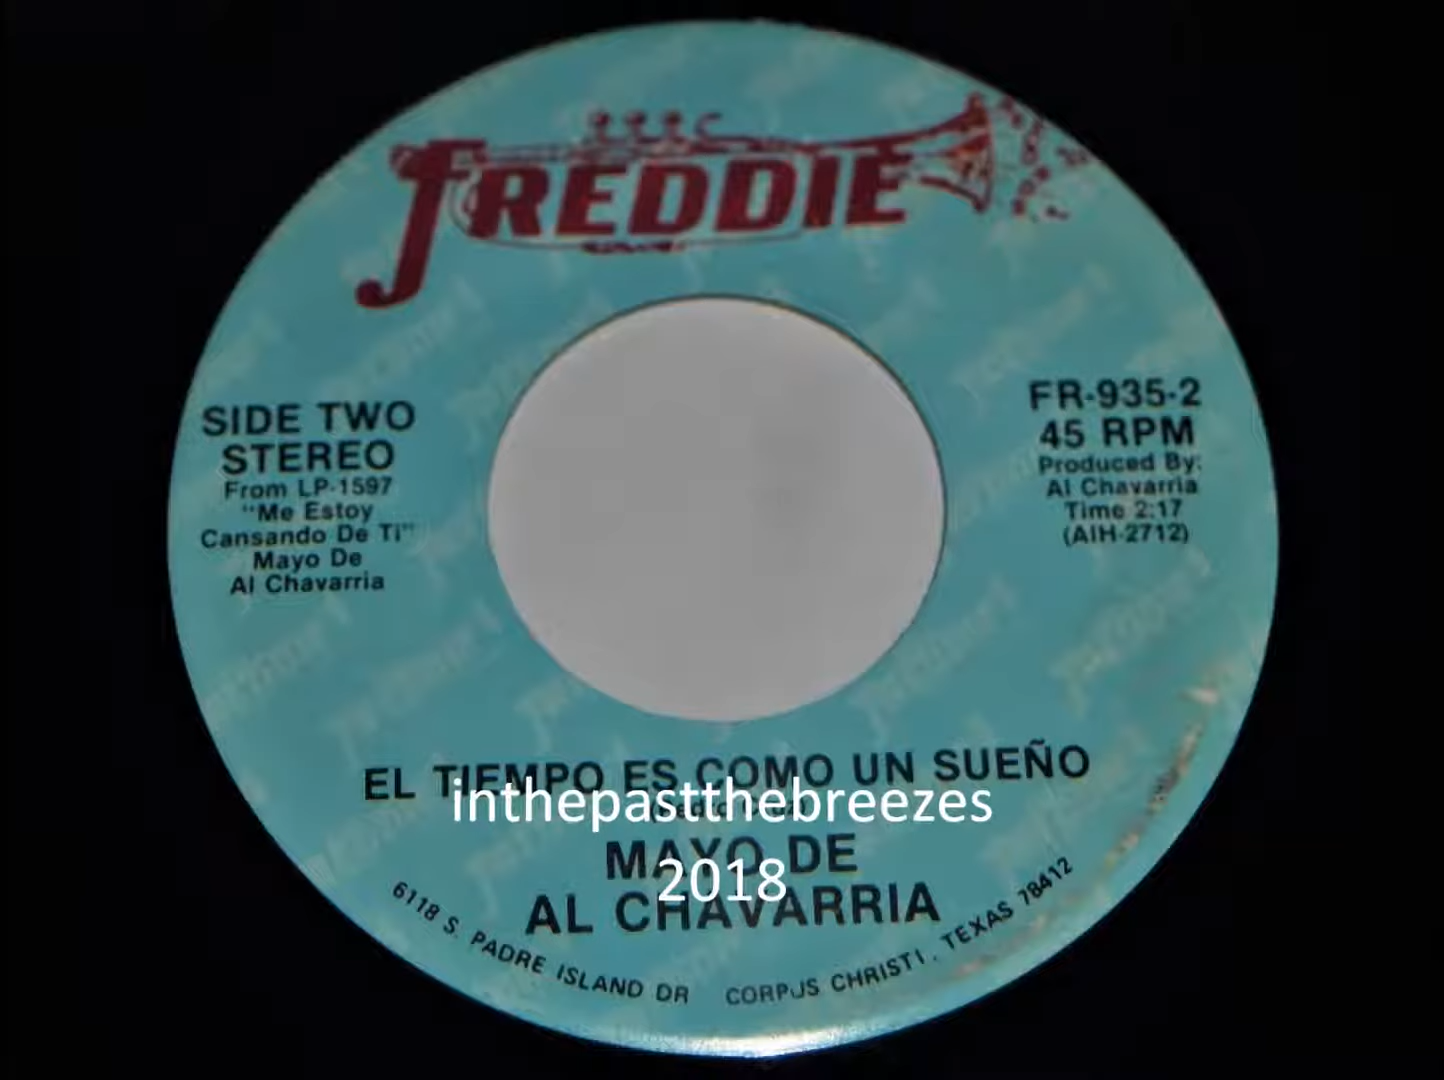 FREDDIE
SIDE TWO
STEREO
From LP-1597
"Me Estoy
Cansando De Ti"
Mayo De
Al Chavarria
FR-935-2
45 RPM
Produced By:
Al Chavarria
Time 2:17
(AIH-2712)
EL TIEMPO ES COMO UN SUEÑO
inthepastthebreezes
MAYO DE
2018
AL CHAVARRIA
6118 S. PADRE ISLAND DR CORPUS CHRISTI, TEXAS 78412